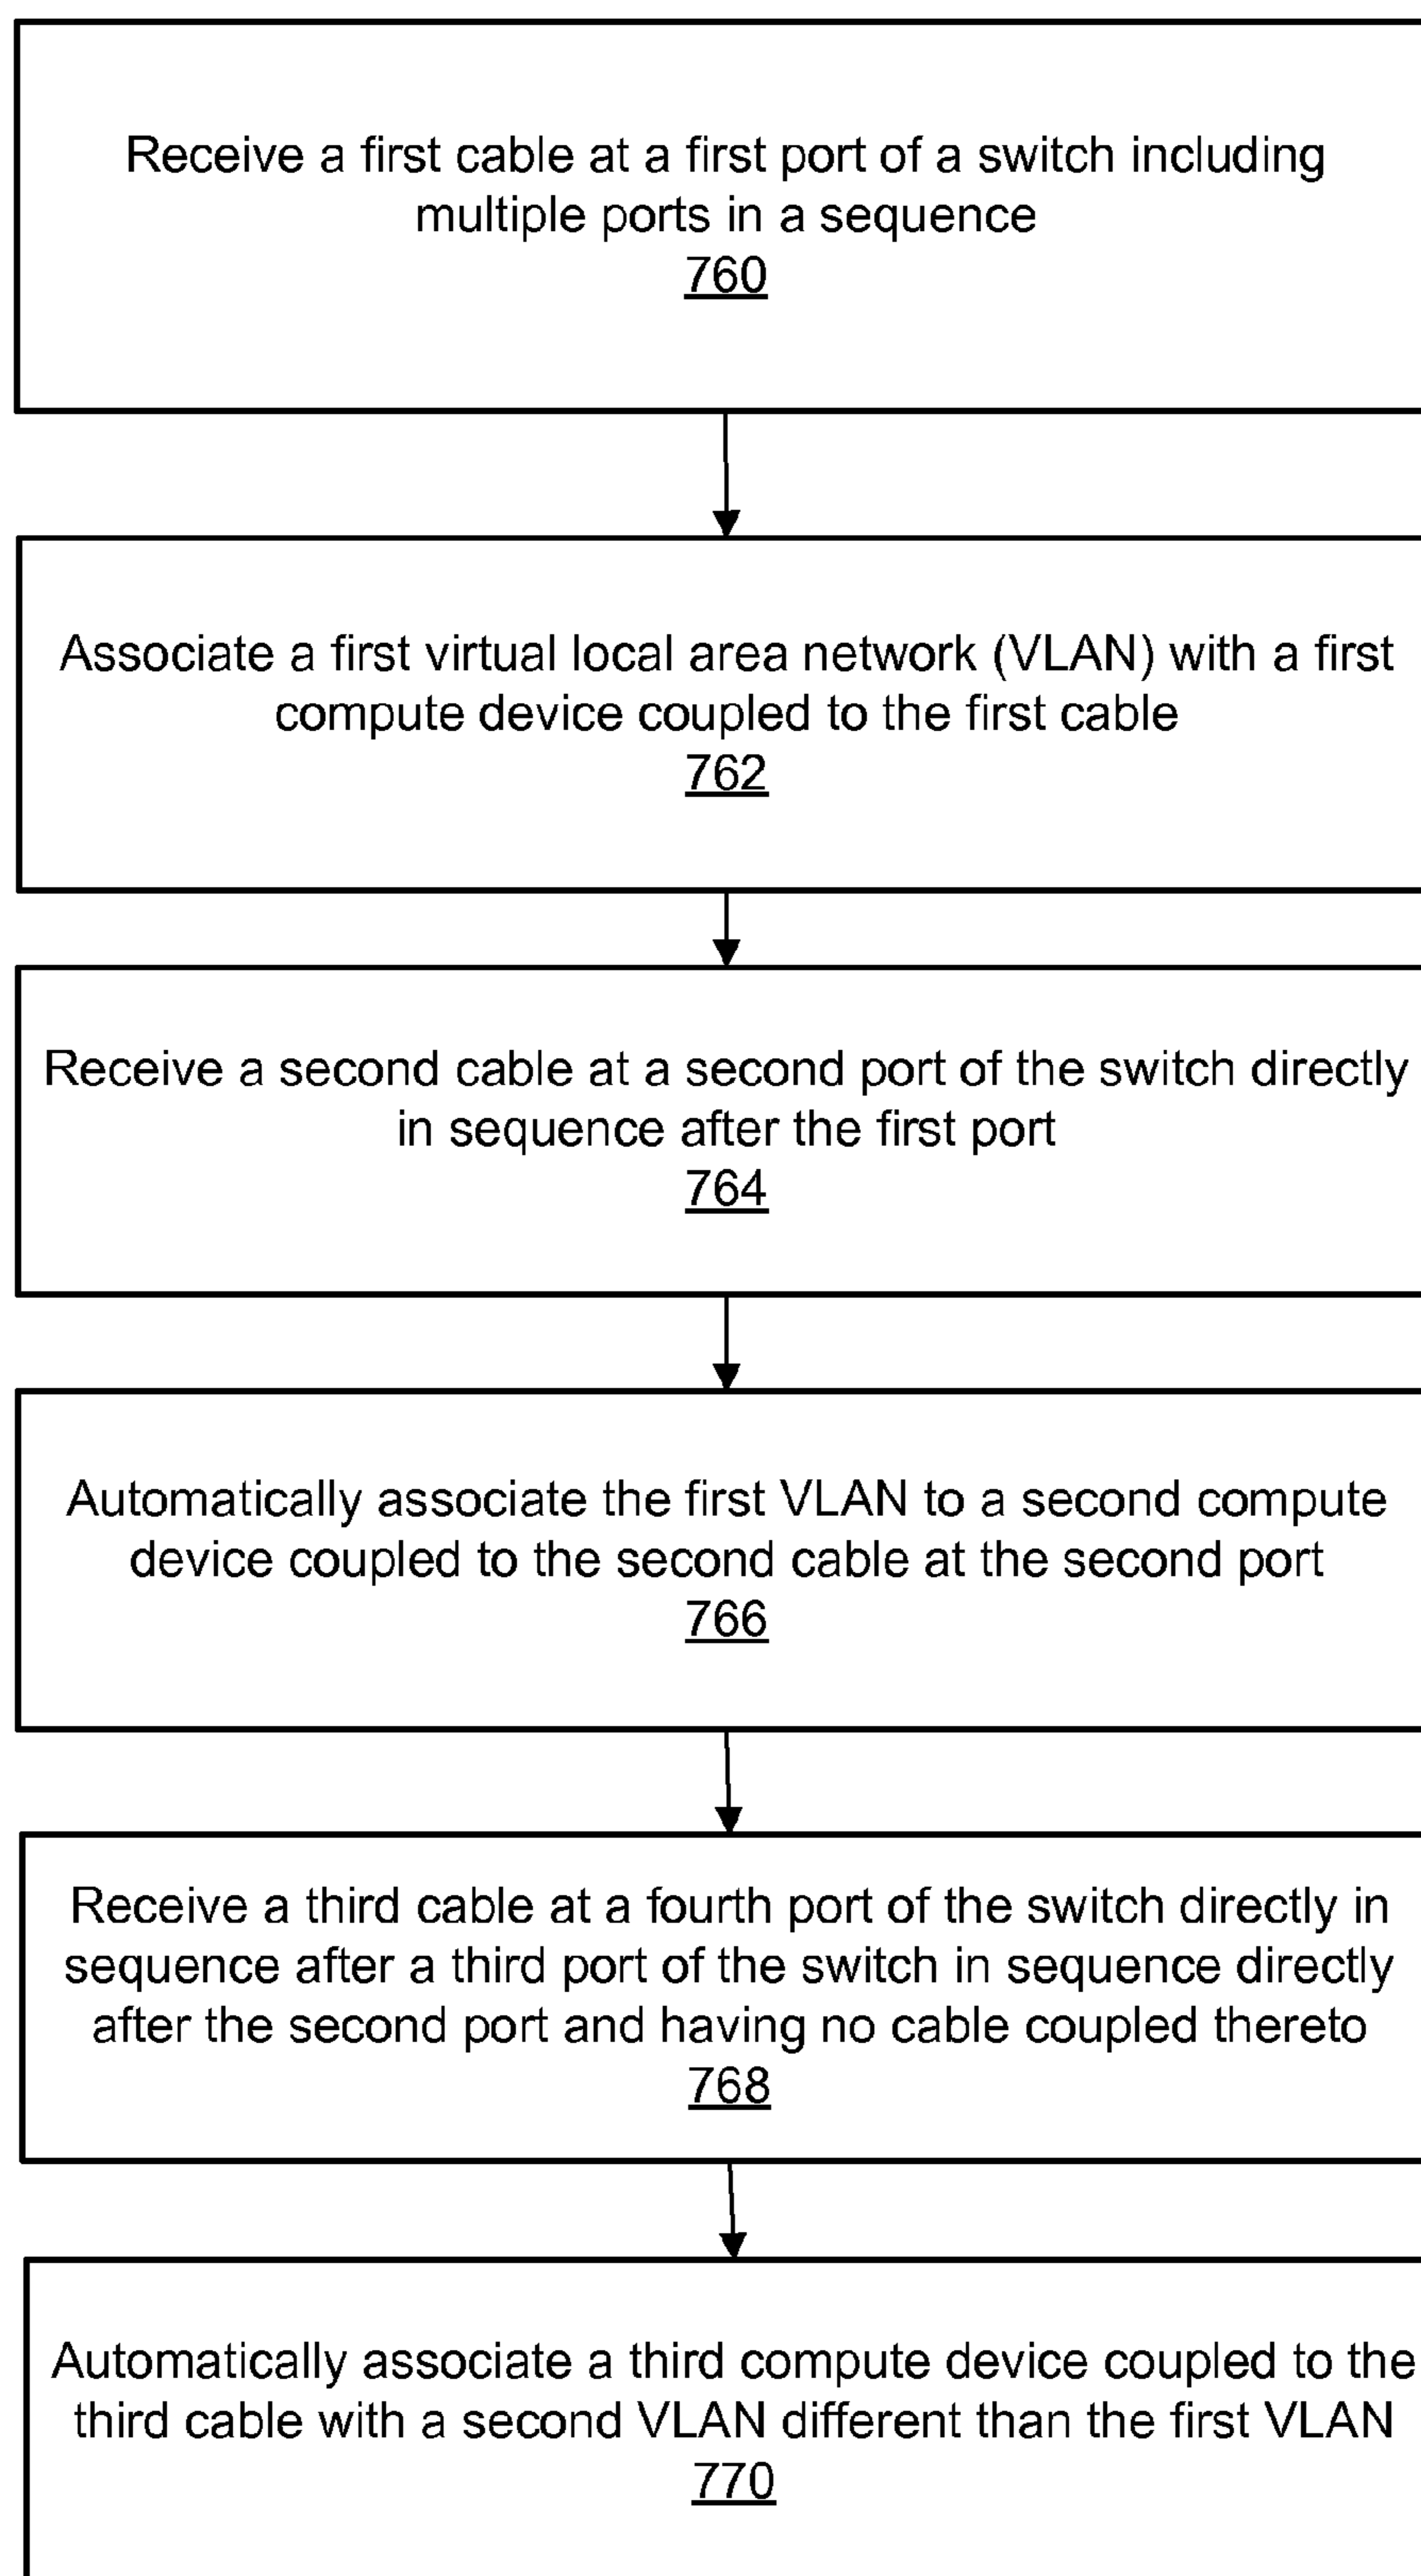 Receive a first cable at a first port of a switch including
multiple ports in a sequence
760
Associate a first virtual local area network (VLAN) with a first
compute device coupled to the first cable
762
Receive a second cable at a second port of the switch directly
in sequence after the first port
764
Automatically associate the first VLAN to a second compute
device coupled to the second cable at the second port
766
Receive a third cable at a fourth port of the switch directly in
sequence after a third port of the switch in sequence directly
after the second port and having no cable coupled thereto
768
Automatically associate a third compute device coupled to the
third cable with a second VLAN different than the first VLAN
770